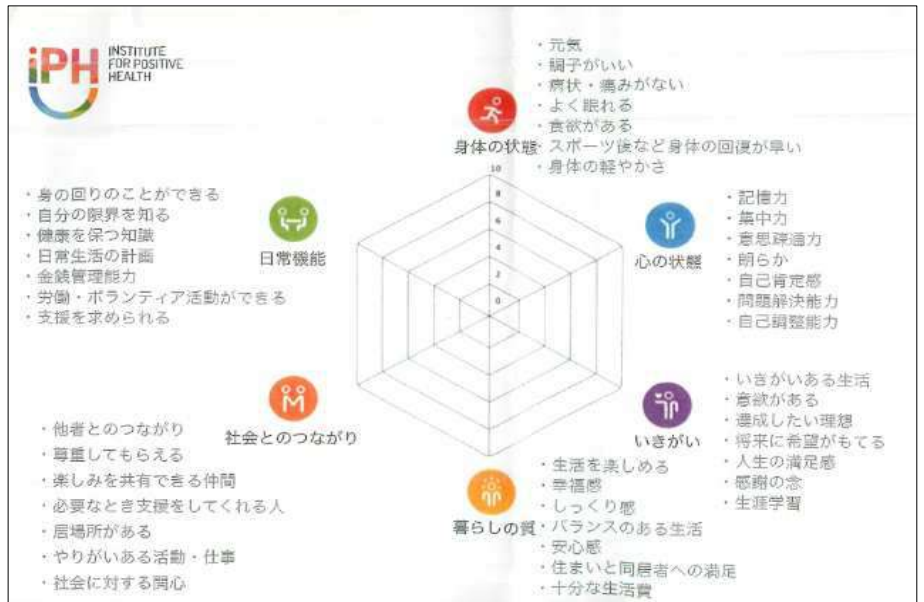 iPH
INSTITUTE
FOR POSITIVE
HEALTH
・元気
・調子がいい
・病状・痛みがない
・よく眠れる
・食欲がある
・スポーツ後など身体の回復が早い
・身体の軽やかさ
身体の状態
・記憶力
・集中力
・意思疎通力
・朗らか
・自己肯定感
・問題解決能力
・自己調整能力
心の状態
・いきがいある生活
・意欲がある
・達成したい理想
・将来に希望がもてる
・人生の満足感
・感謝の念
・生涯学習
いきがい
・生活を楽しめる
・幸福感
・しっくり感
・バランスのある生活
・安心感
・住まいと同居者への満足
・十分な生活費
暮らしの質
・他者とのつながり
・尊重してもらえる
・楽しみを共有できる仲間
・必要なとき支援をしてくれる人
・居場所がある
・やりがいある活動・仕事
・社会に対する関心
社会とのつながり
・身の回りのことができる
・自分の限界を知る
・健康を保つ知識
・日常生活の計画
・金銭管理能力
・労働・ボランティア活動ができる
・支援を求められる
日常機能
10
8
6
4
2
0